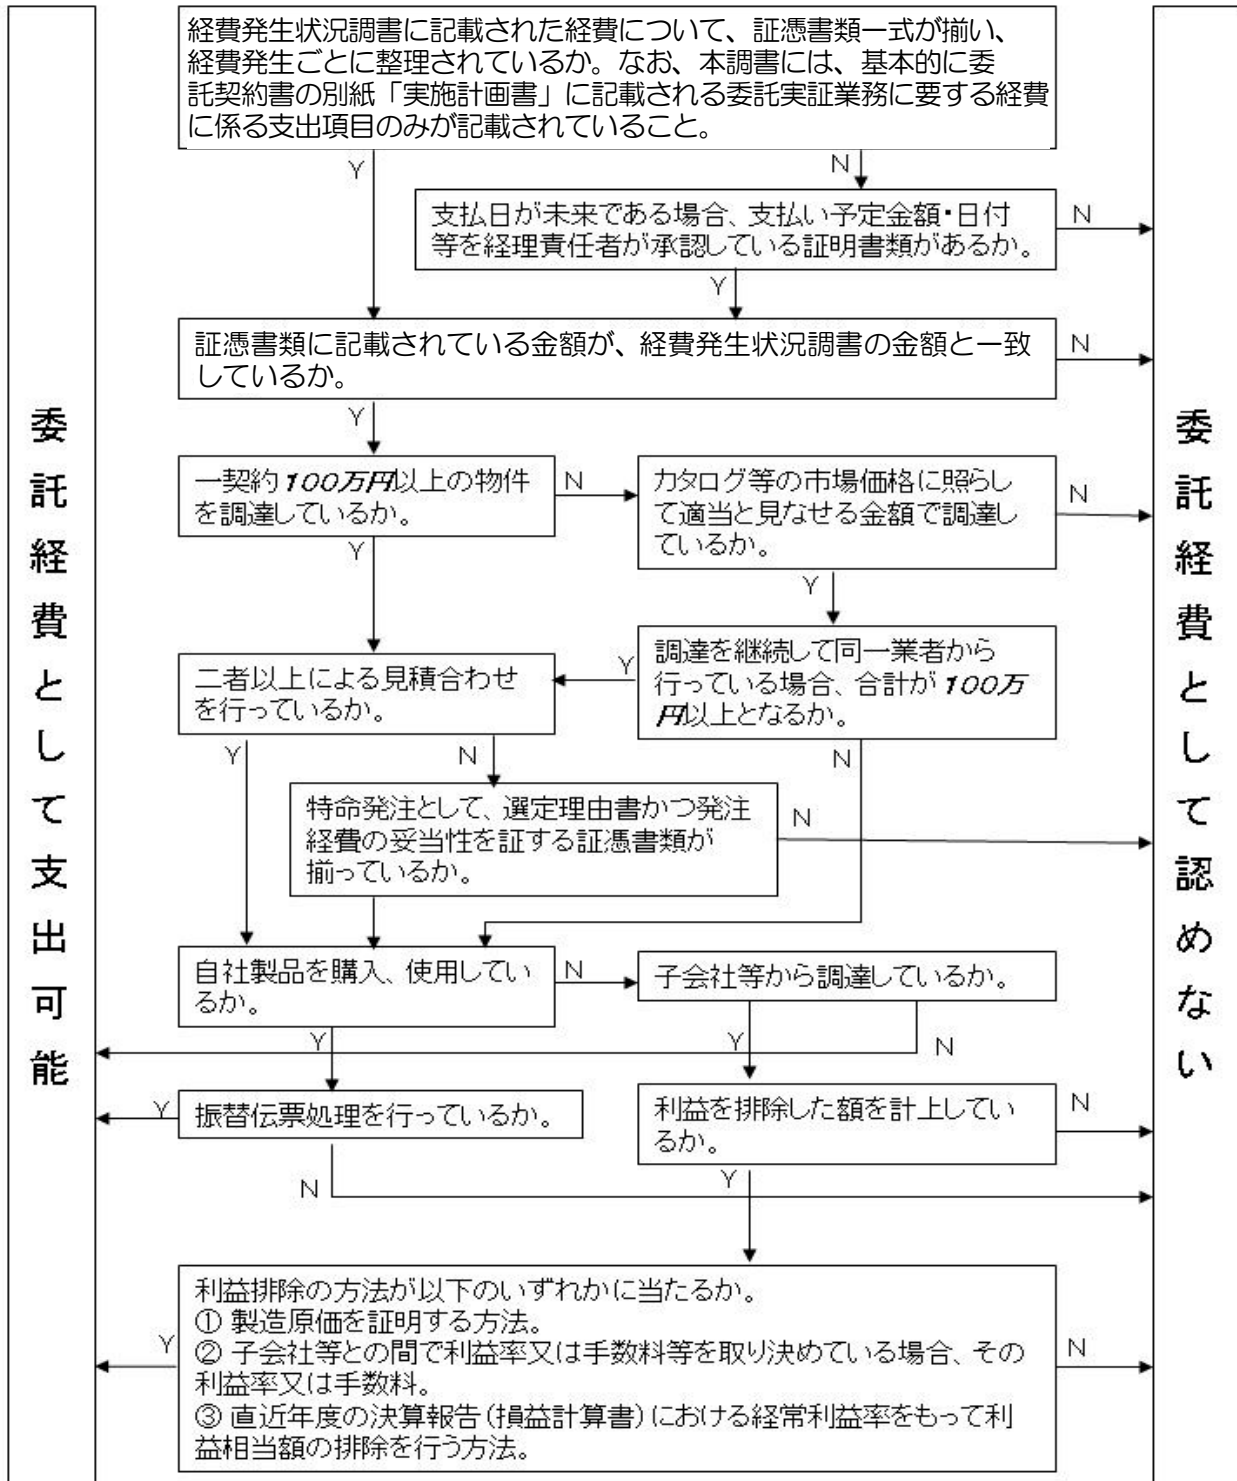 経費発生状況調書に記載された経費について、証憑書類一式が揃い、
経費発生ごとに整理されているか。なお、本調書には、基本的に委
託契約書の別紙「実施計画書」に記載される委託実証業務に要する経費
に係る支出項目のみが記載されていること。
Y
N
支払日が未来である場合、支払い予定金額・日付
等を経理責任者が承認している証明書類があるか。
N
Y
証憑書類に記載されている金額が、経費発生状況調書の金額と一致
しているか。
N
Y
一契約100万円以上の物件
を調達しているか。
N
カタログ等の市場価格に照らし
て適当と見なせる金額で調達し
ているか。
N
Y
Y
二者以上による見積合わせ
を行っているか。
Y
調達を継続して同一業者から
行っている場合、合計が100万
円以上となるか。
Y
N
N
特命発注として、選定理由書かつ発注
経費の妥当性を証する証憑書類が
揃っているか。
N
自社製品を購入、使用してい
るか。
N
子会社等から調達しているか。
Y
Y
N
振替伝票処理を行っているか。
Y
利益を排除した額を計上してい
るか。
N
N
Y
利益排除の方法が以下のいずれかに当たるか。
① 製造原価を証明する方法。
② 子会社等との間で利益率又は手数料等を取り決めている場合、その
利益率又は手数料。
③ 直近年度の決算報告(損益計算書)における経常利益率をもって利
益相当額の排除を行う方法。
Y
N
委託経費として支出可能
委託経費として認めない